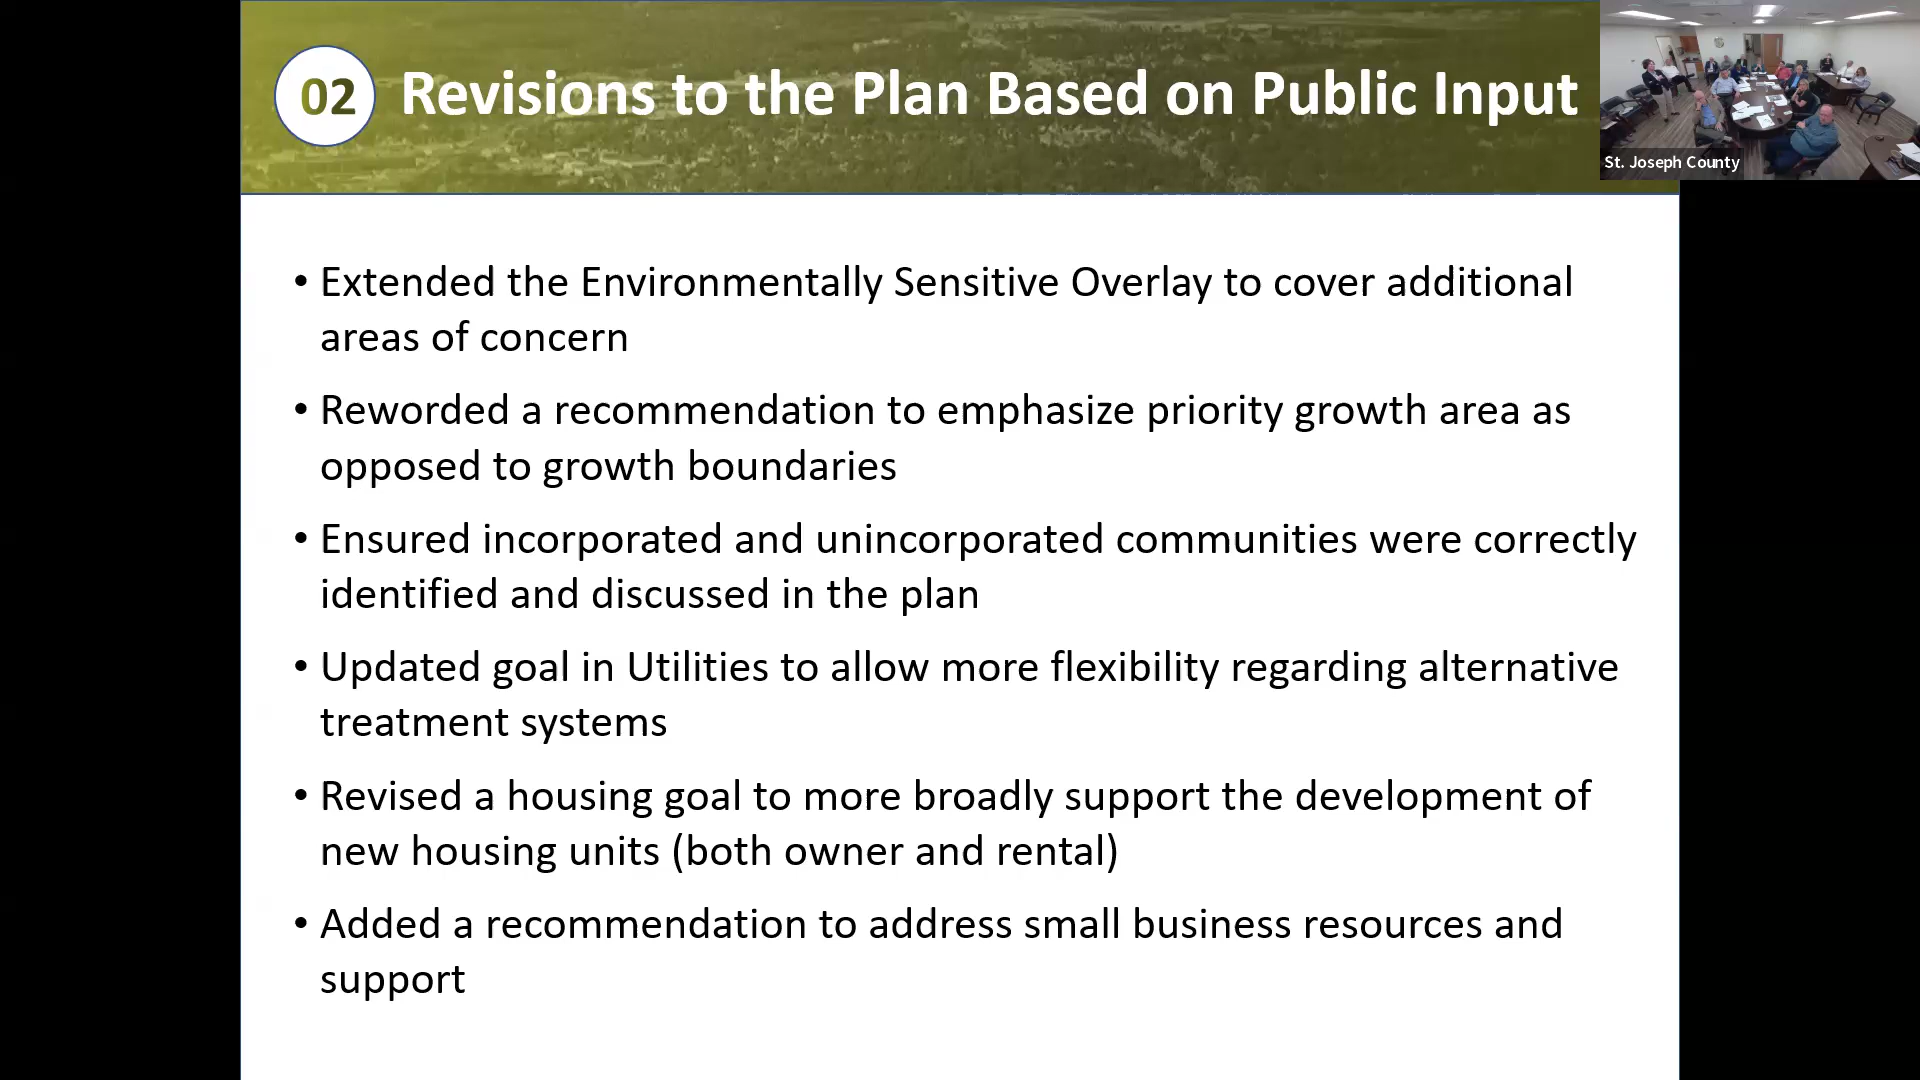 02
Revisions to the Plan Based on Public Input
St. Joseph County
• Extended the Environmentally Sensitive Overlay to cover additional
areas of concern
• Reworded a recommendation to emphasize priority growth area as
opposed to growth boundaries
• Ensured incorporated and unincorporated communities were correctly
identified and discussed in the plan
• Updated goal in Utilities to allow more flexibility regarding alternative
treatment systems
• Revised a housing goal to more broadly support the development of
new housing units (both owner and rental)
• Added a recommendation to address small business resources and
support